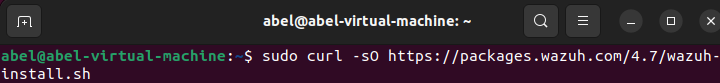 abel@abel-virtual-machine: ~
abel@abel-virtual-machine:~$ sudo curl -sO https://packages.wazuh.com/4.7/wazuh-
install.sh